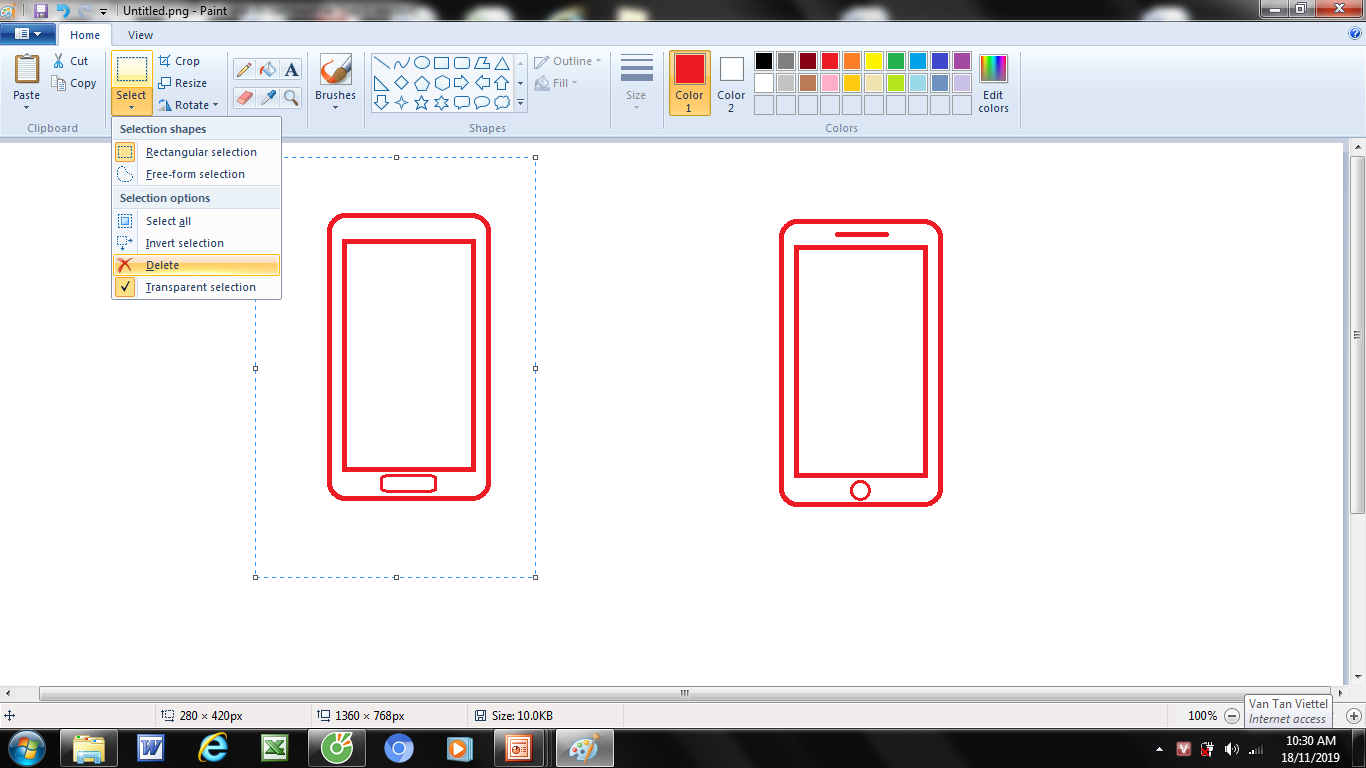 Untitled.png - Paint
Home View
Paste
Cut
Copy
Clipboard
Select
Crop
Resize
Rotate
A
Brushes
Shapes
Outline
Fill
Size
Color
1
Color
2
Edit
colors
Colors
Selection shapes
Rectangular selection
Free-form selection
Selection options
Select all
Invert selection
Delete
Transparent selection
280 × 420px
1360 × 768px
Size: 10.0KB
100%
Van Tan Viettel
Internet access
10:30 AM
18/11/2019